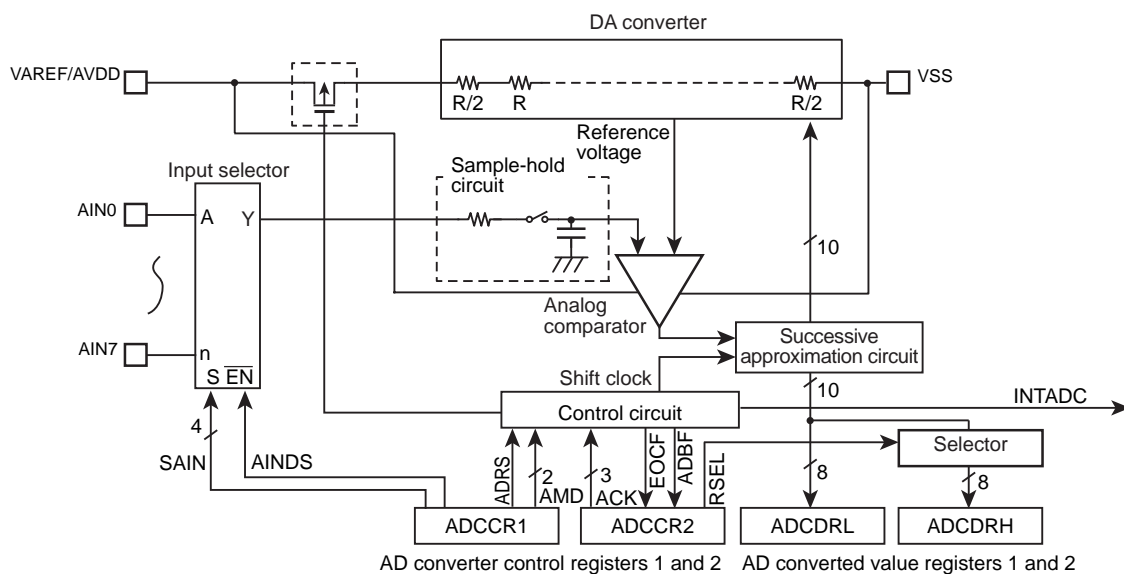 DA converter
VAREF/AVDD
VSS
R/2
R
R/2
Reference
voltage
Sample-hold
circuit
Input selector
AIN0
A
Y
10
Analog
comparator
AIN7
n
S EN
Successive
approximation circuit
Shift clock
10
INTADC
Control circuit
4
SAIN
AINDS
ADRS
2
AMD
3
ACK
EOCF
ADBF
RSEL
Selector
8
8
ADCCR1
ADCCR2
ADCDRL
ADCDRH
AD converter control registers 1 and 2
AD converted value registers 1 and 2